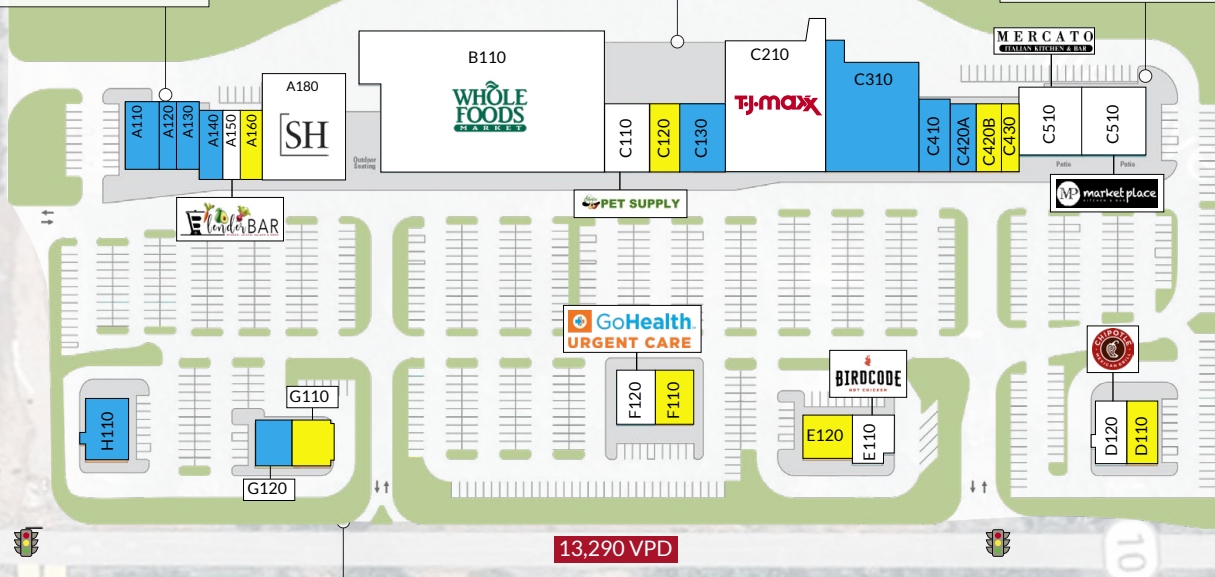 MERCATO
ITALIAN KITCHEN & BAR
B110
WHOLE
FOODS
MARKET
C210
T·J·maxx
C310
A180
SH
A110
A120
A130
A140
A150
A160
Outdoor
Seating
C110
C120
C130
C410
C420A
C420B
C430
C510
C510
Patio
Patio
BlenderBAR
PET SUPPLY
MP marketplace
KITCHEN & BAR
GoHealth
URGENT CARE
BIRDCODE
HOT CHICKEN
CHIPOTLE
MEXICAN GRILL
H110
G110
G120
F120
F110
E120
E110
D120
D110
13,290 VPD
10